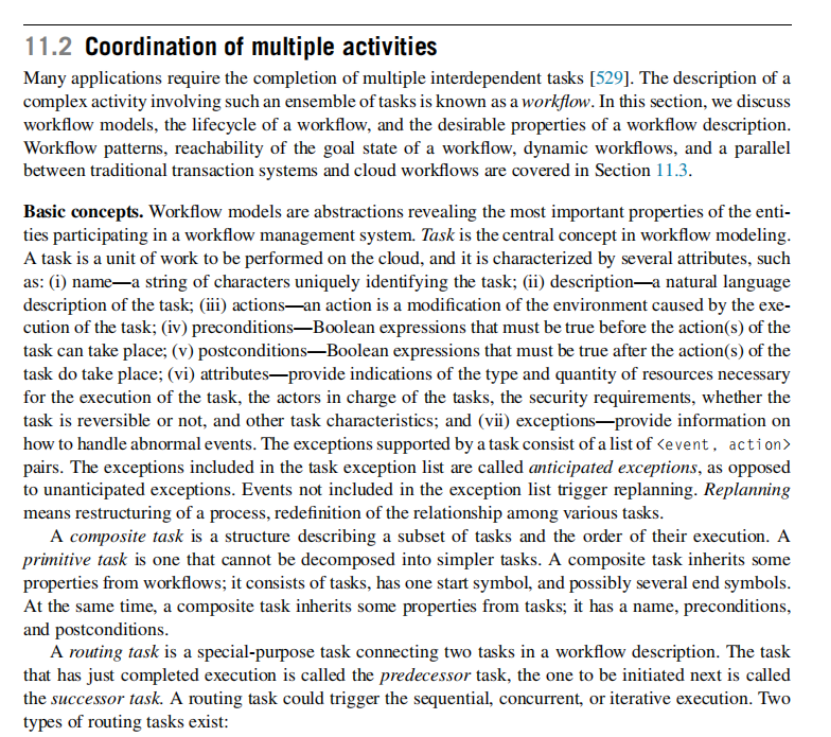 11.2 Coordination of multiple activities
Many applications require the completion of multiple interdependent tasks [529]. The description of a
complex activity involving such an ensemble of tasks is known as a workflow. In this section, we discuss
workflow models, the lifecycle of a workflow, and the desirable properties of a workflow description.
Workflow patterns, reachability of the goal state of a workflow, dynamic workflows, and a parallel
between traditional transaction systems and cloud workflows are covered in Section 11.3.
Basic concepts. Workflow models are abstractions revealing the most important properties of the enti-
ties participating in a workflow management system. Task is the central concept in workflow modeling.
A task is a unit of work to be performed on the cloud, and it is characterized by several attributes, such
as: (i) name—a string of characters uniquely identifying the task; (ii) description—a natural language
description of the task; (iii) actions—an action is a modification of the environment caused by the exe-
cution of the task; (iv) preconditions—Boolean expressions that must be true before the action(s) of the
task can take place; (v) postconditions—Boolean expressions that must be true after the action(s) of the
task do take place; (vi) attributes—provide indications of the type and quantity of resources necessary
for the execution of the task, the actors in charge of the tasks, the security requirements, whether the
task is reversible or not, and other task characteristics; and (vii) exceptions—provide information on
how to handle abnormal events. The exceptions supported by a task consist of a list of <event, action>
pairs. The exceptions included in the task exception list are called anticipated exceptions, as opposed
to unanticipated exceptions. Events not included in the exception list trigger replanning. Replanning
means restructuring of a process, redefinition of the relationship among various tasks.
A composite task is a structure describing a subset of tasks and the order of their execution. A
primitive task is one that cannot be decomposed into simpler tasks. A composite task inherits some
properties from workflows; it consists of tasks, has one start symbol, and possibly several end symbols.
At the same time, a composite task inherits some properties from tasks; it has a name, preconditions,
and postconditions.
A routing task is a special-purpose task connecting two tasks in a workflow description. The task
that has just completed execution is called the predecessor task, the one to be initiated next is called
the successor task. A routing task could trigger the sequential, concurrent, or iterative execution. Two
types of routing tasks exist: